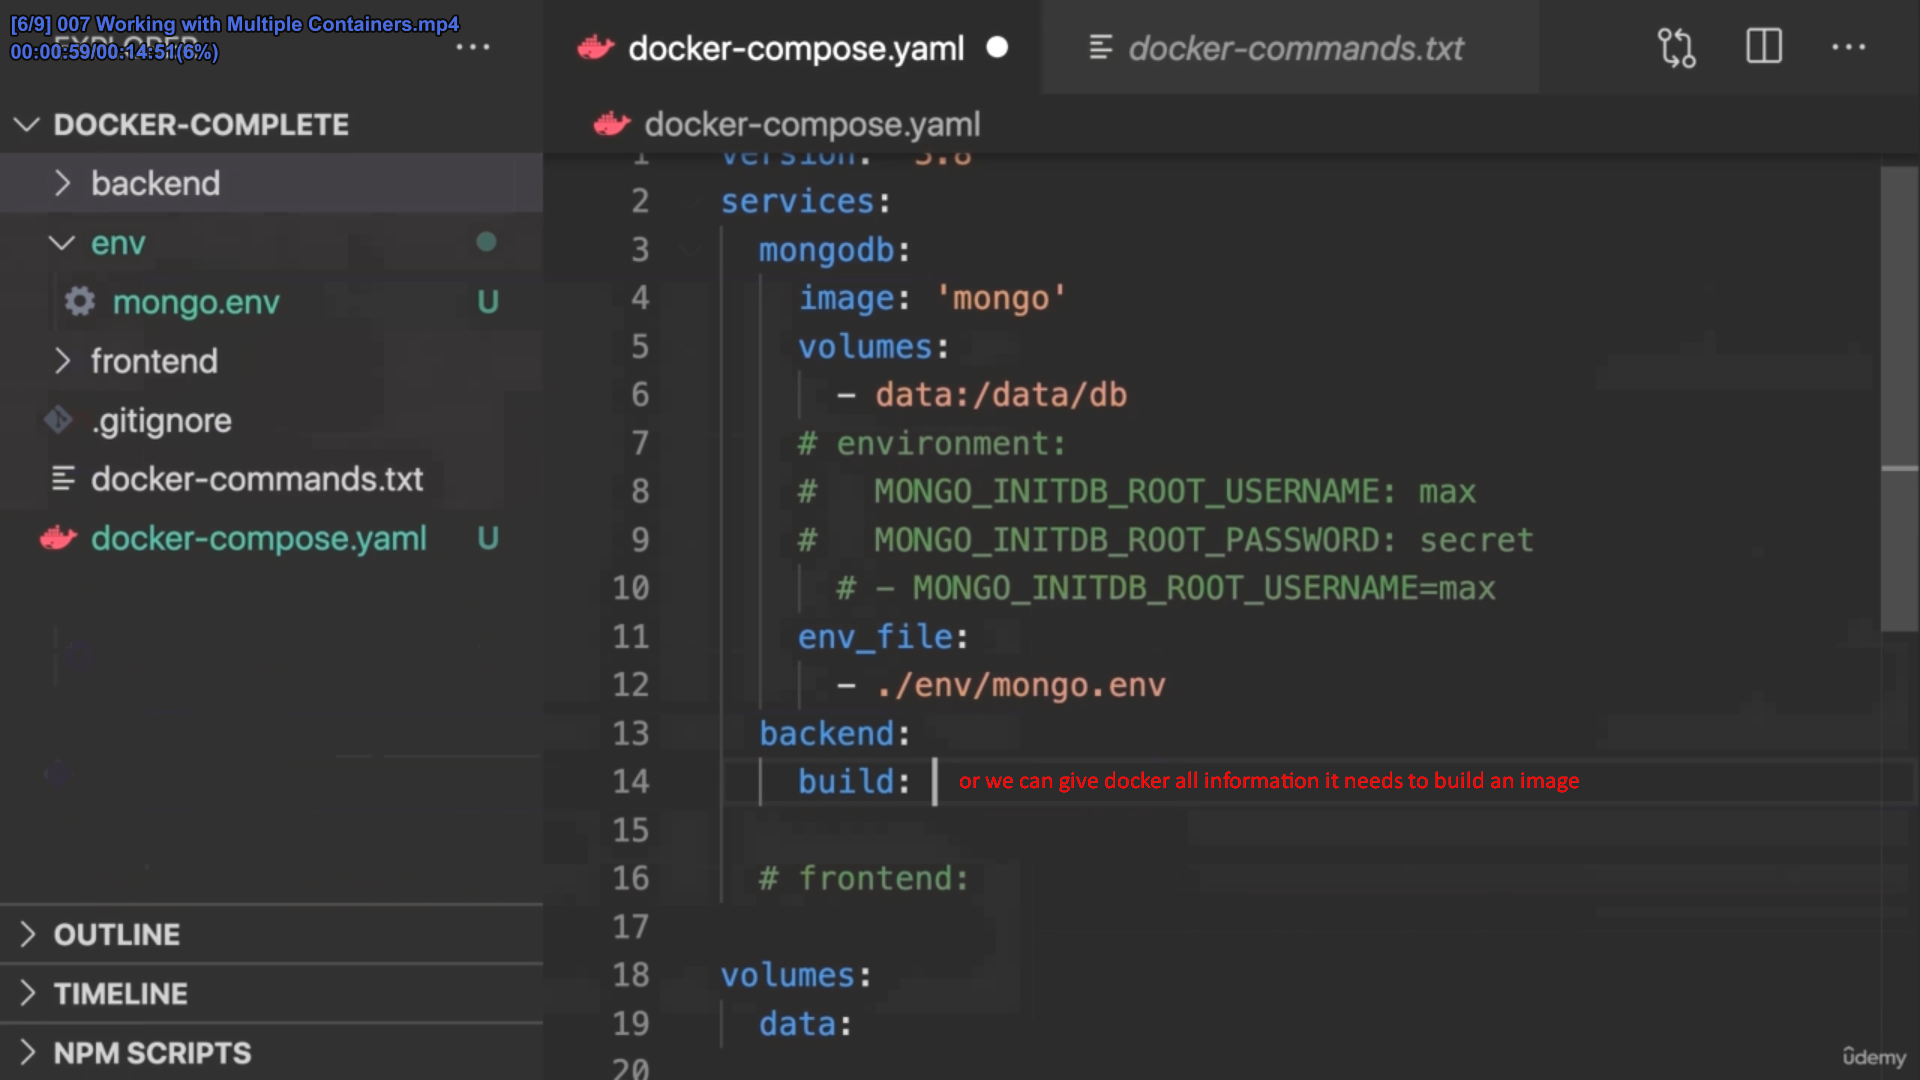 [6/9] 007 Working with Multiple Containers.mp4
00:00:59/00:14:51(6%)
EXPLORER
docker-compose.yaml
docker-commands.txt
DOCKER-COMPLETE
docker-compose.yaml
backend
env
mongo.env U
frontend
.gitignore
docker-commands.txt
docker-compose.yaml U
OUTLINE
TIMELINE
NPM SCRIPTS
1 version: "3.8"
2 services:
3 mongodb:
4 image: 'mongo'
5 volumes:
6 - data:/data/db
7 # environment:
8 # MONGO_INITDB_ROOT_USERNAME: max
9 # MONGO_INITDB_ROOT_PASSWORD: secret
10 # - MONGO_INITDB_ROOT_USERNAME=max
11 env_file:
12 - ./env/mongo.env
13 backend:
14 build: or we can give docker all information it needs to build an image
15
16 # frontend:
17
18 volumes:
19 data:
20
ûdemy